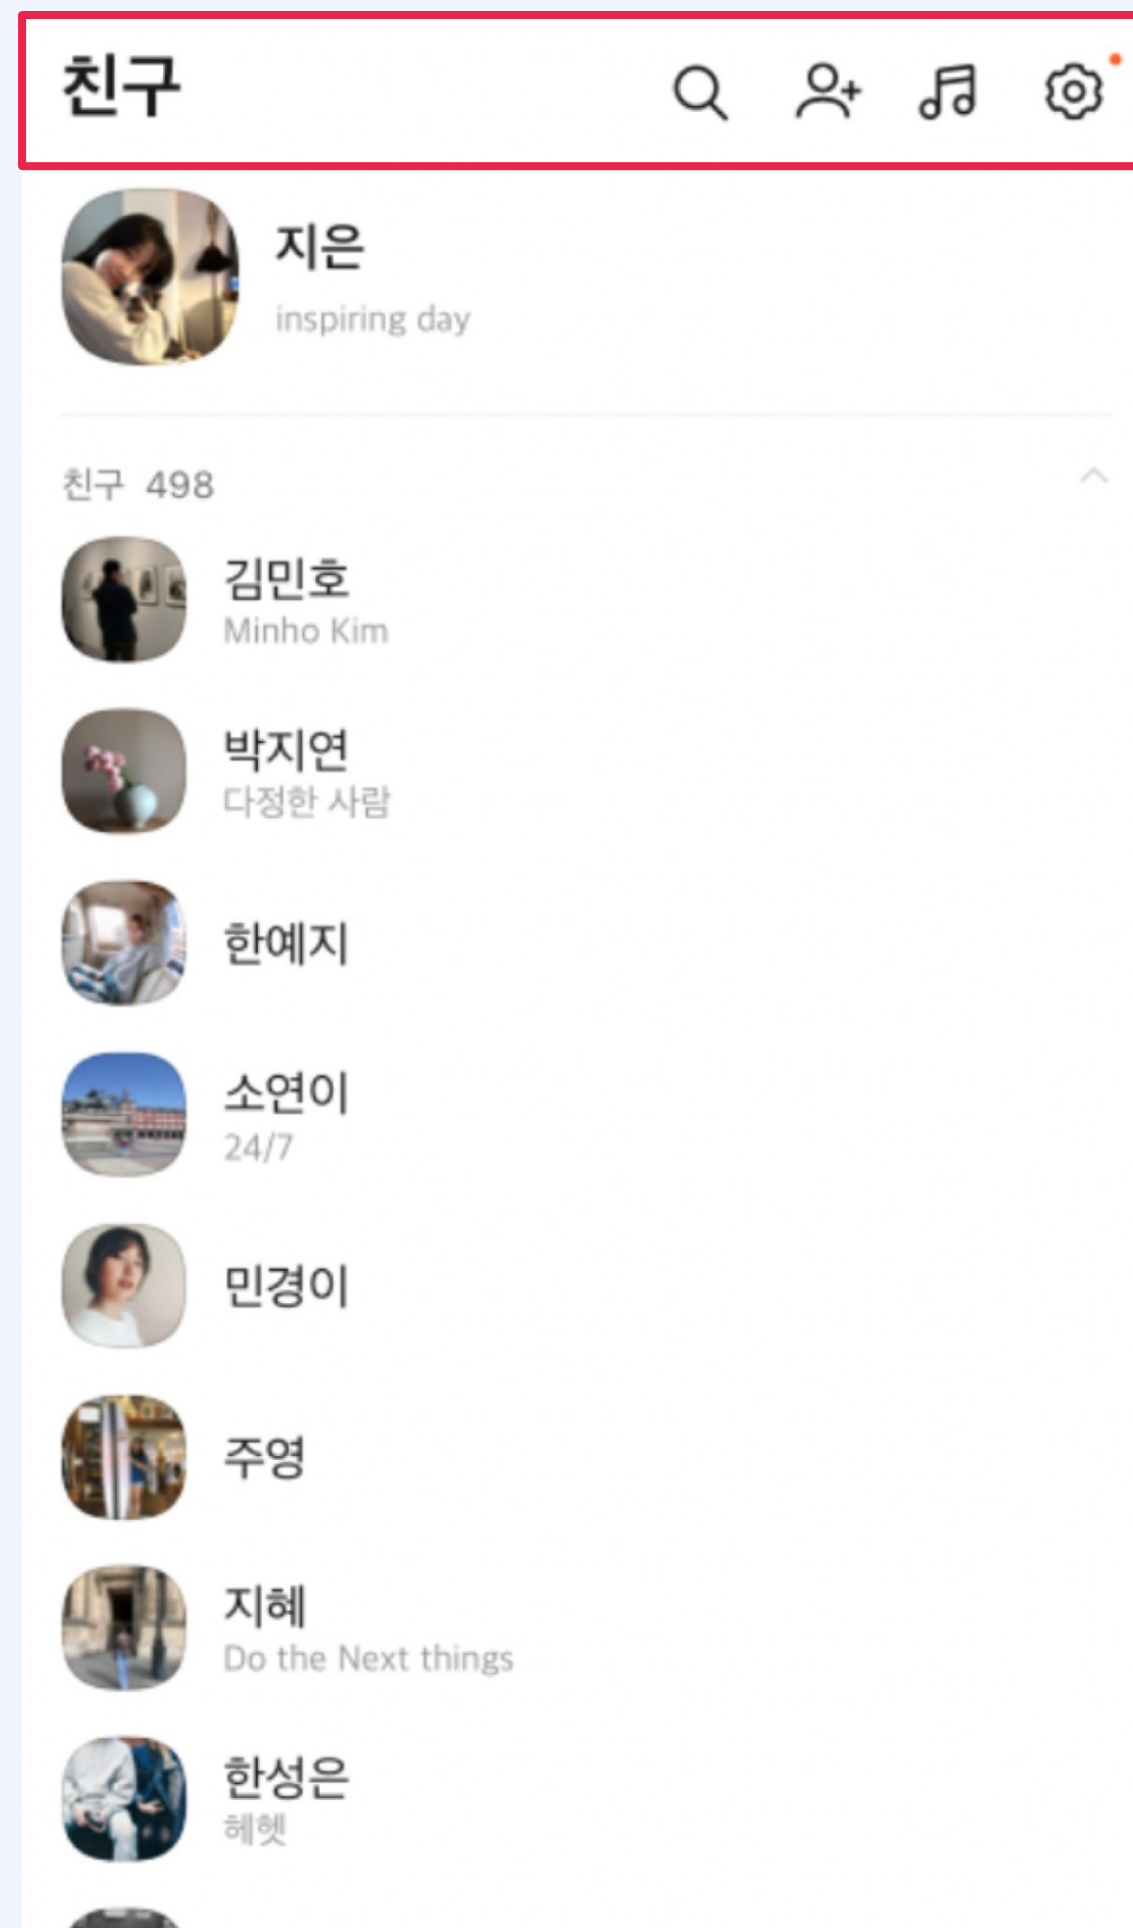 친구
지은
inspiring day
친구 498
김민호
Minho Kim
박지연
다정한 사람
한예지
소연이
24/7
민경이
주영
지혜
Do the Next things
한성은
헤헷